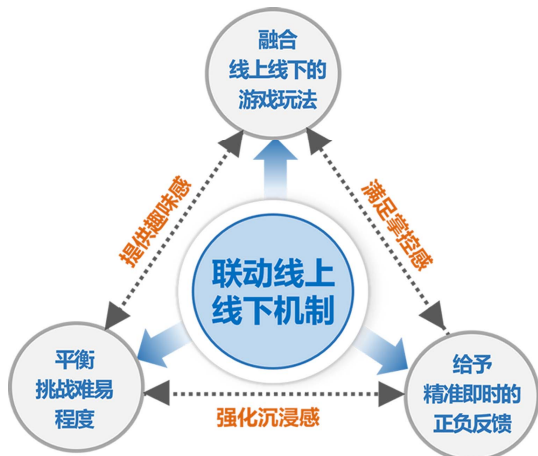 融合
线上线下的
游戏玩法
提供趣味感
满足掌控感
联动线上
线下机制
平衡
挑战难易
程度
给予
精准即时的
正负反馈
强化沉浸感